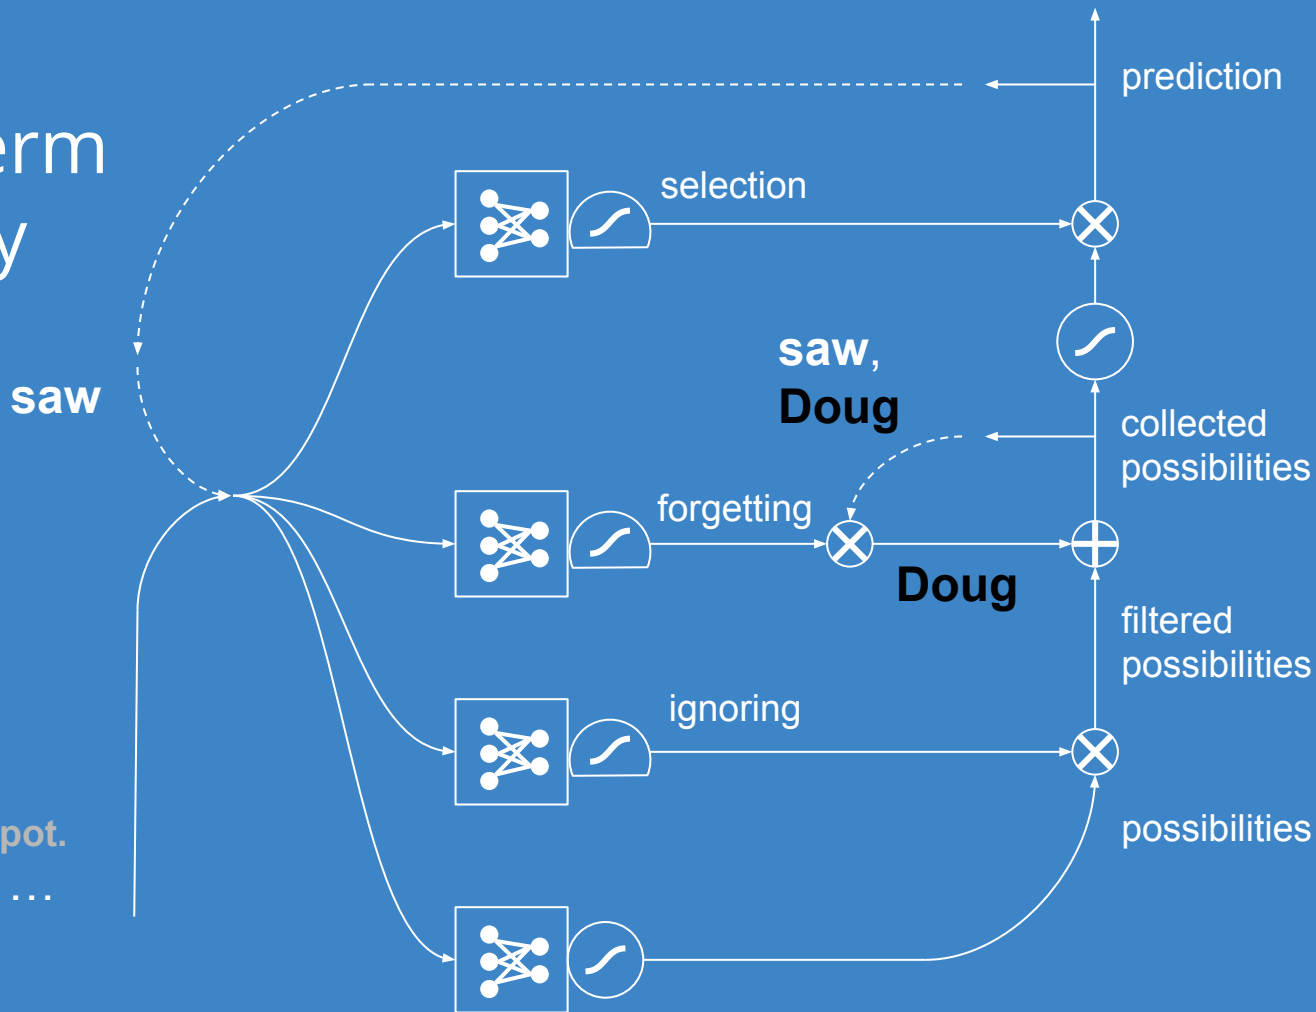 prediction
erm
selection
y
saw,
saw
Doug
collected
possibilities
forgetting
Doug
filtered
possibilities
ignoring
pot.
possibilities
...